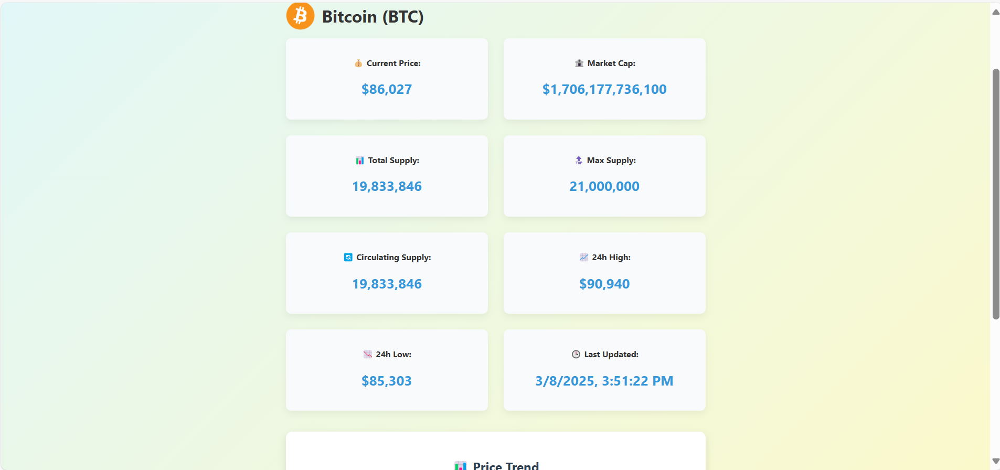 Bitcoin (BTC)
💰 Current Price:
$86,027
🏦 Market Cap:
$1,706,177,736,100
📊 Total Supply:
19,833,846
🔝 Max Supply:
21,000,000
🔄 Circulating Supply:
19,833,846
📈 24h High:
$90,940
📉 24h Low:
$85,303
🕒 Last Updated:
3/8/2025, 3:51:22 PM
📊 Price Trend